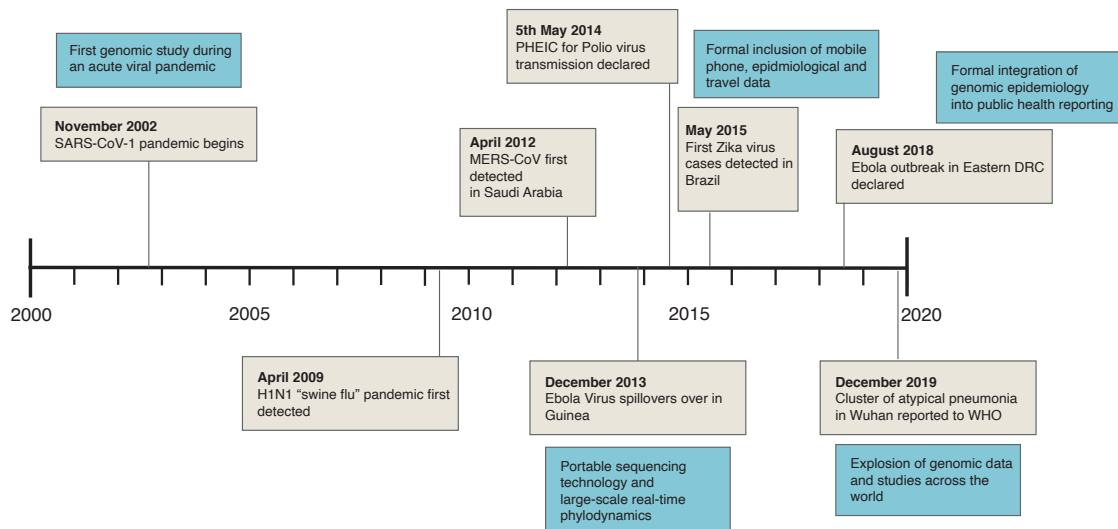 First genomic study during
an acute viral pandemic
November 2002
SARS-CoV-1 pandemic begins
April 2012
MERS-CoV first
detected
in Saudi Arabia
5th May 2014
PHEIC for Polio virus
transmission declared
Formal inclusion of mobile
phone, epidmiological and
travel data
May 2015
First Zika virus
cases detected in
Brazil
Formal integration of
genomic epidemiology
into public health reporting
August 2018
Ebola outbreak in Eastern DRC
declared
2000
2005
2010
2015
2020
April 2009
H1N1 “swine flu” pandemic first
detected
December 2013
Ebola Virus spillovers over in
Guinea
Portable sequencing
technology and
large-scale real-time
phylodynamics
December 2019
Cluster of atypical pneumonia
in Wuhan reported to WHO
Explosion of genomic data
and studies across the
world